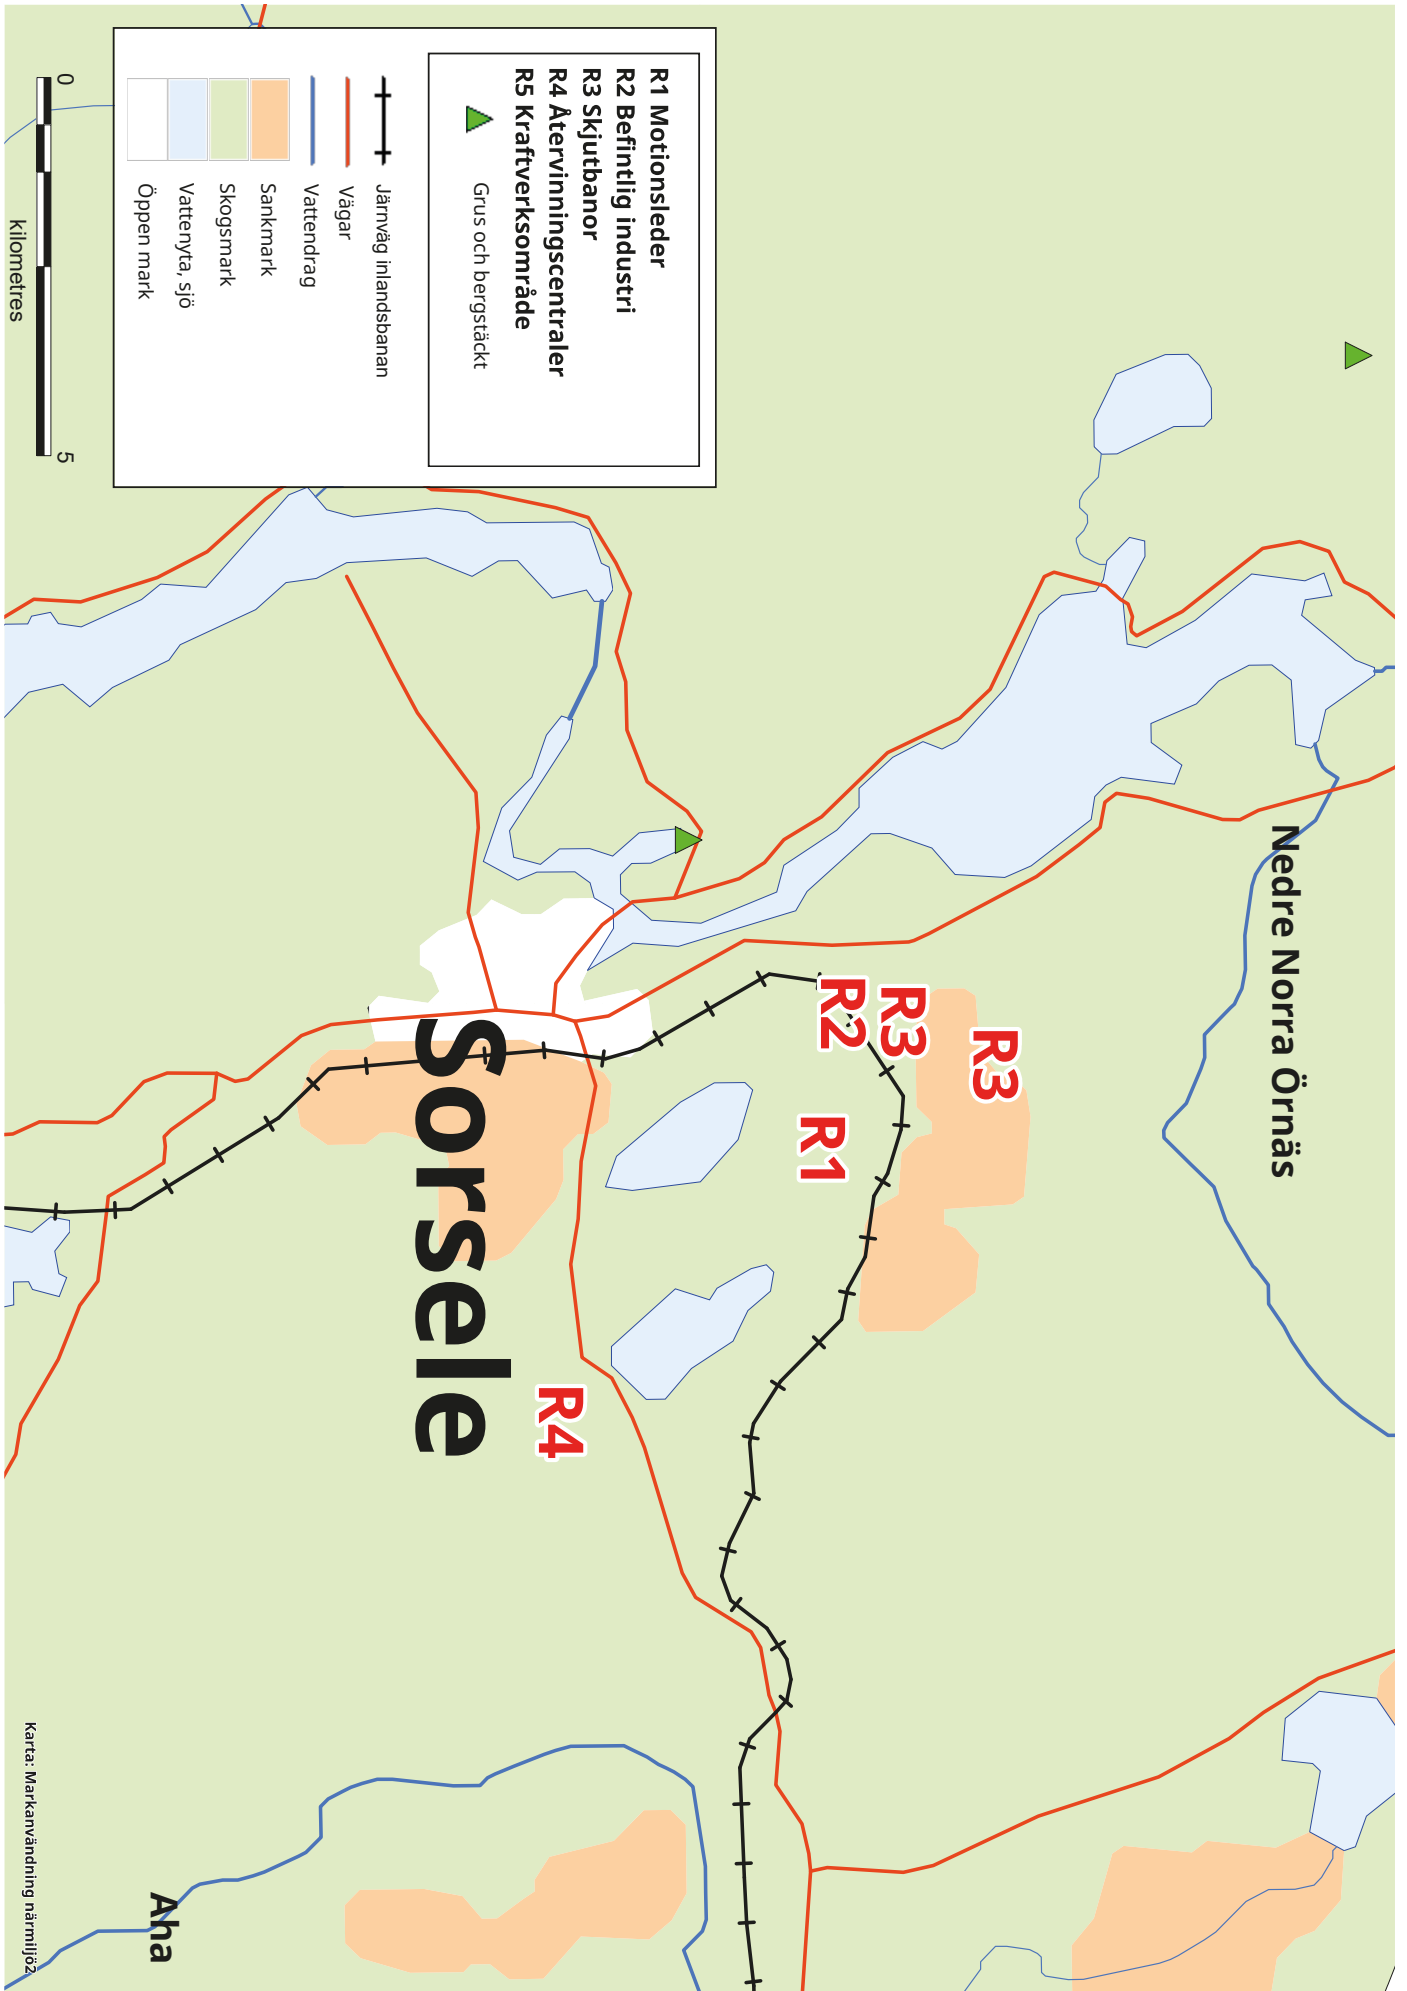 R1 Motionsleder
R2 Befintlig industri
R3 Skjutbanor
R4 Återvinningscentraler
R5 Kraftverksområde
Grus och bergstäckt
Järnväg inlandsbanan
Vägar
Vattendrag
Sankmark
Skogsmark
Vattenyta, sjö
Öppen mark
0
5
kilometres
Nedre Norra Örnäs
R3
R3
R2
R1
Sorsele
R4
Aha
Karta: Markanvändning närmiljö2